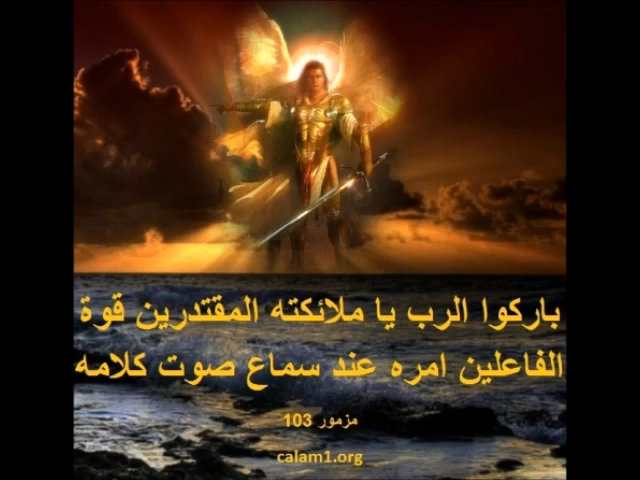 باركوا الرب يا ملائكته المقتدرين قوة
الفاعلين امره عند سماع صوت كلامه
مزمور 103
calam1.org